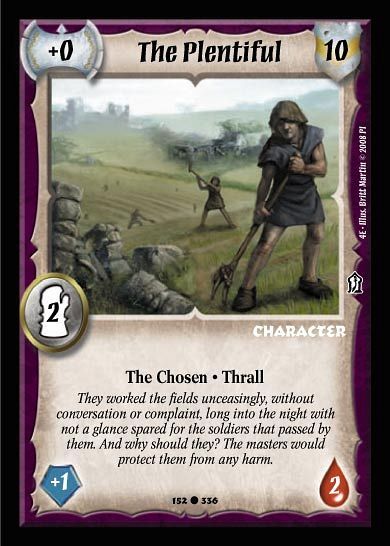 +0
The Plentiful
10
4E • Illus. Britt Martin © 2008 PI
2
CHARACTER
The Chosen • Thrall
They worked the fields unceasingly, without
conversation or complaint, long into the night with
not a glance spared for the soldiers that passed by
them. And why should they? The masters would
protect them from any harm.
+1
152 ● 336
2